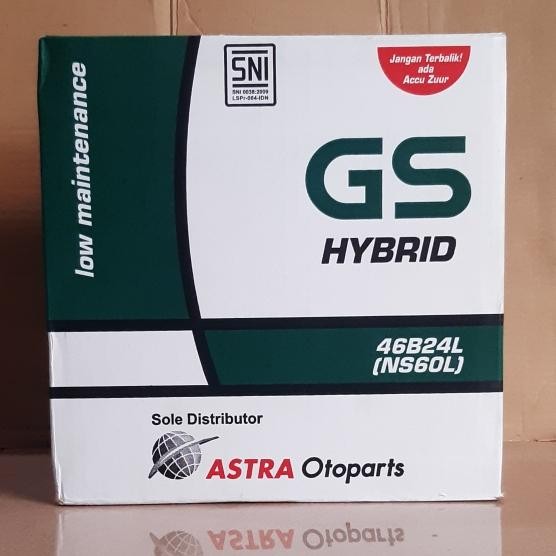 low maintenance
SNI
SNI 0038:2009
LSPr-004-IDN
Jangan Terbalik!
ada
Accu Zuur
GS
HYBRID
46B24L
(NS60L)
Sole Distributor
ASTRA Otoparts